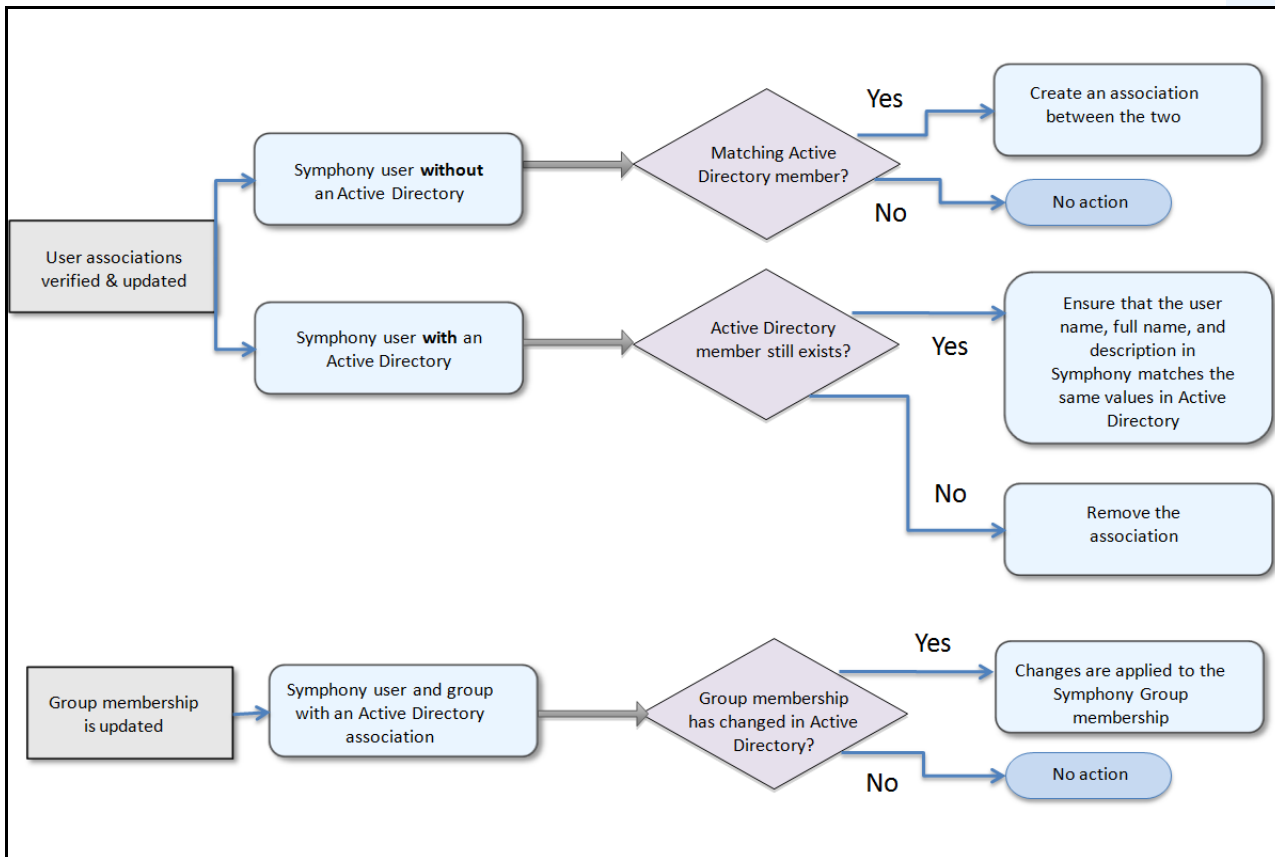 User associations
verified & updated
Symphony user without
an Active Directory
Matching Active
Directory member?
Yes
Create an association
between the two
No
No action
Symphony user with an
Active Directory
Active Directory
member still exists?
Yes
Ensure that the user
name, full name, and
description in
Symphony matches the
same values in Active
Directory
No
Remove the
association
Group membership
is updated
Symphony user and group
with an Active Directory
association
Group membership
has changed in Active
Directory?
Yes
Changes are applied to the
Symphony Group
membership
No
No action